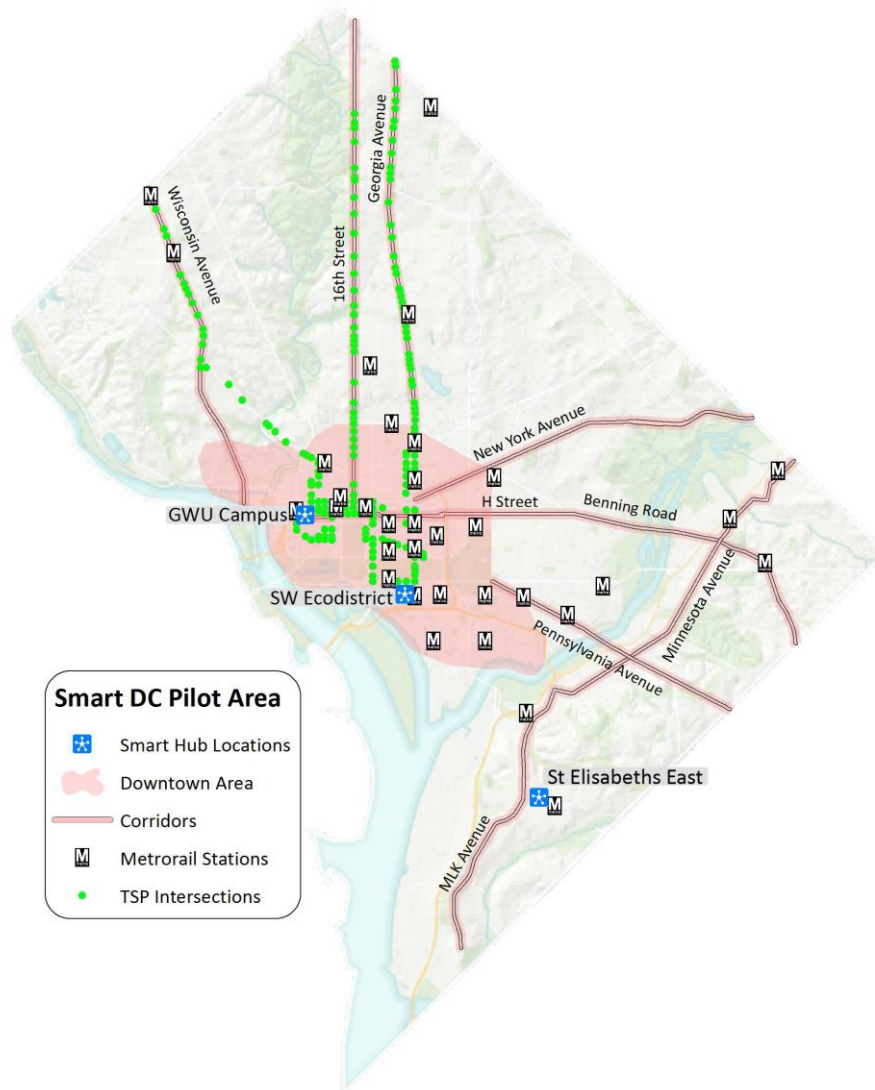 Georgia Avenue
Wisconsin Avenue
16th Street
New York Avenue
H Street
Benning Road
GWU Campus
Minnesota Avenue
SW Ecodistrict
Pennsylvania Avenue
St Elisabeths East
MLK Avenue
Smart DC Pilot Area
Smart Hub Locations
Downtown Area
Corridors
M Metrorail Stations
TSP Intersections